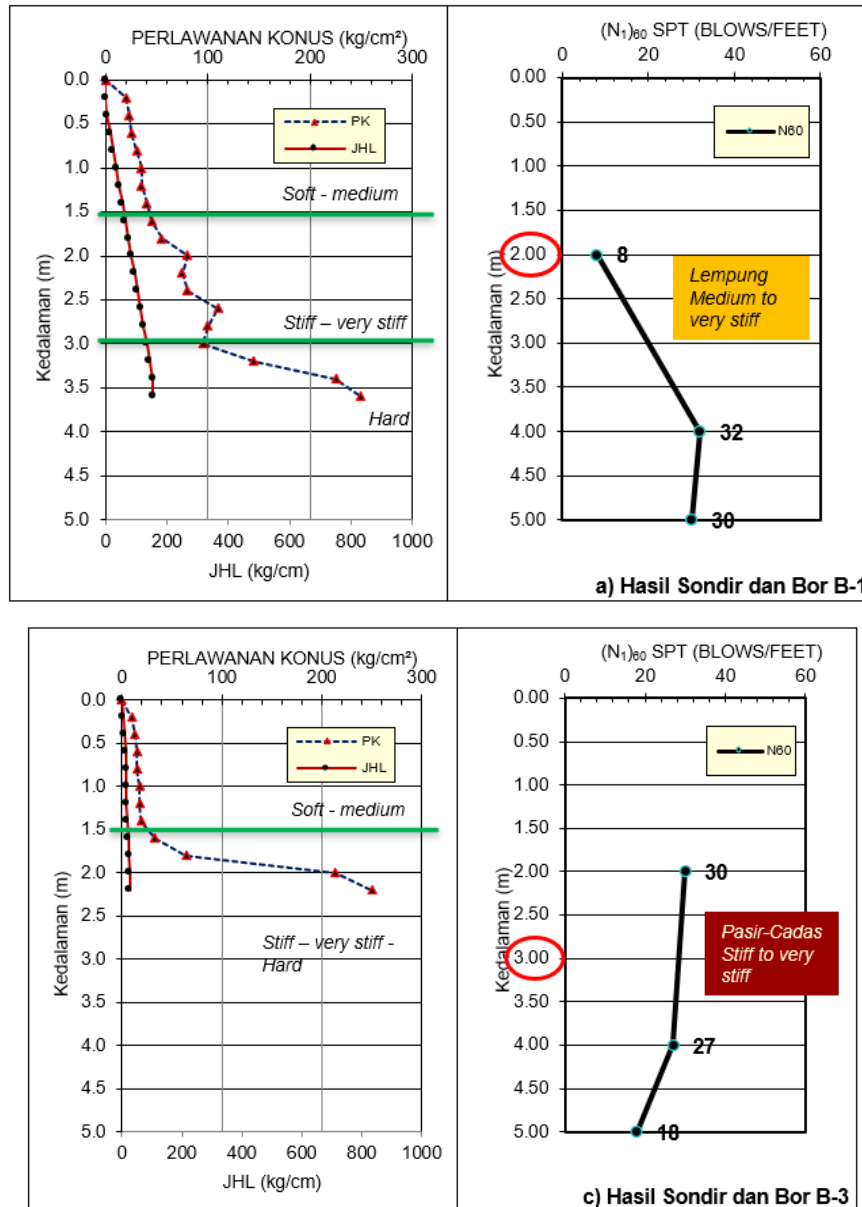 PERLAWANAN KONUS (kg/cm²)
0 100 200 300
0.0
0.5
1.0
1.5
2.0
2.5
3.0
3.5
4.0
4.5
5.0
Kedalaman (m)
PK
JHL
Soft - medium
Stiff – very stiff
Hard
0 200 400 600 800 1000
JHL (kg/cm)
(N₁)₆₀ SPT (BLOWS/FEET)
0 20 40 60
0.00
0.50
1.00
1.50
2.00
2.50
3.00
3.50
4.00
4.50
5.00
Kedalaman (m)
N60
8
Lempung
Medium to
very stiff
32
30
a) Hasil Sondir dan Bor B-1
PERLAWANAN KONUS (kg/cm²)
0 100 200 300
0.0
0.5
1.0
1.5
2.0
2.5
3.0
3.5
4.0
4.5
5.0
Kedalaman (m)
PK
JHL
Soft - medium
Stiff – very stiff -
Hard
0 200 400 600 800 1000
JHL (kg/cm)
(N₁)₆₀ SPT (BLOWS/FEET)
0 20 40 60
0.00
0.50
1.00
1.50
2.00
2.50
3.00
3.50
4.00
4.50
5.00
Kedalaman (m)
N60
30
Pasir-Cadas
Stiff to very
stiff
27
18
c) Hasil Sondir dan Bor B-3